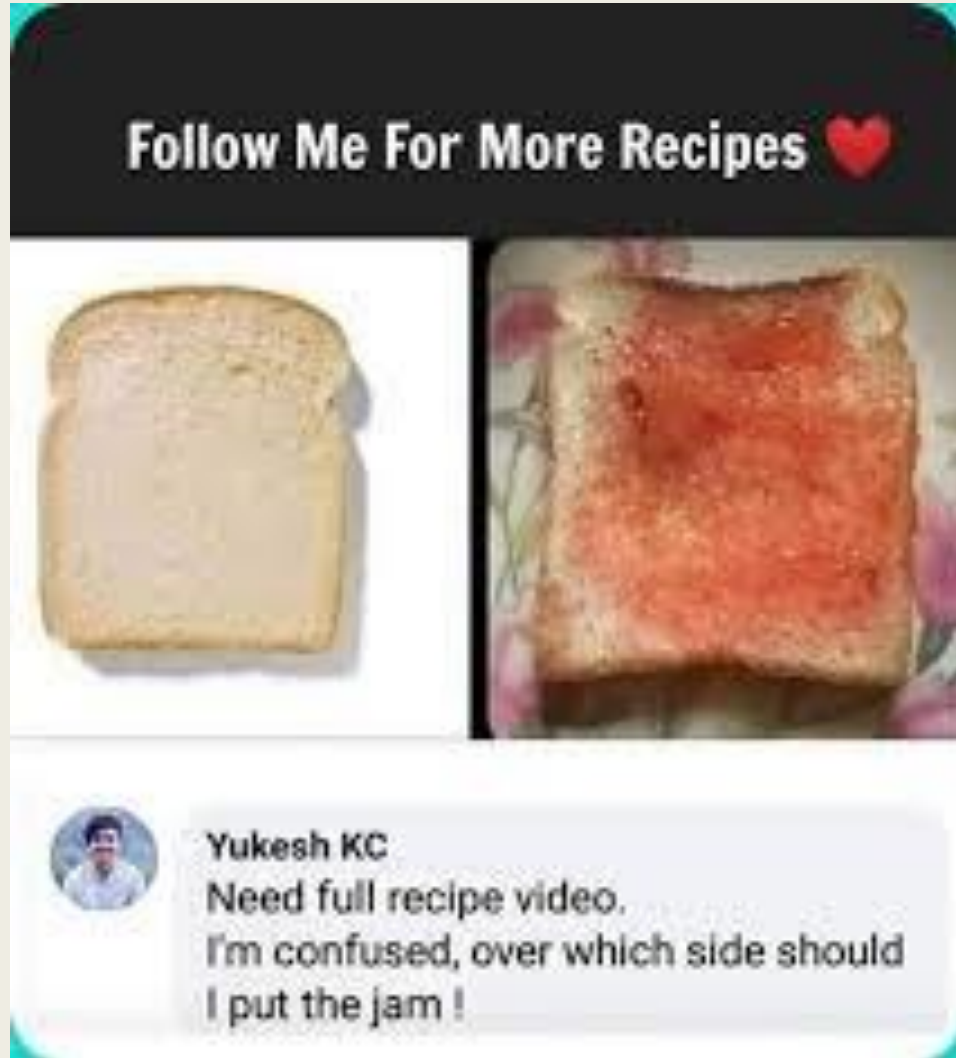 Follow Me For More Recipes ❤️
Yukesh KC
Need full recipe video.
I'm confused, over which side should
I put the jam !